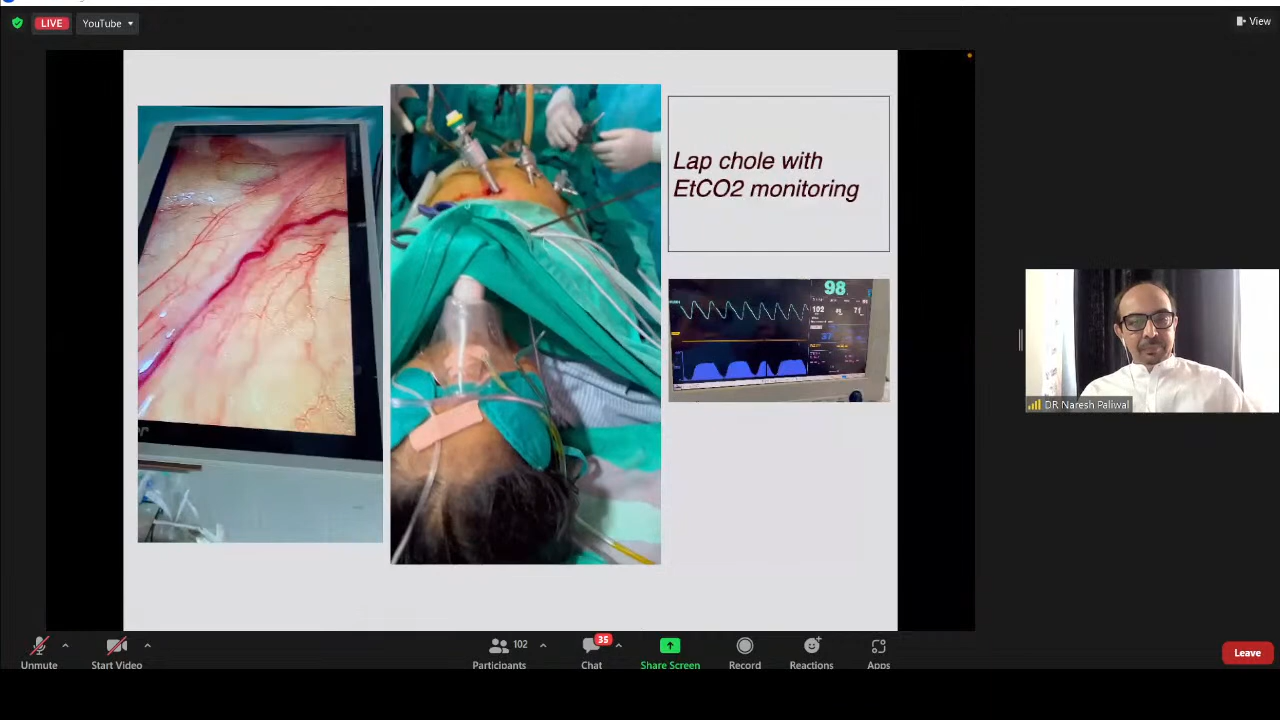 LIVE
YouTube
View
Lap chole with
EtCO2 monitoring
98
102
DR Naresh Paliwal
Unmute
Start Video
102
Participants
35
Chat
Share Screen
Record
Reactions
Apps
Leave